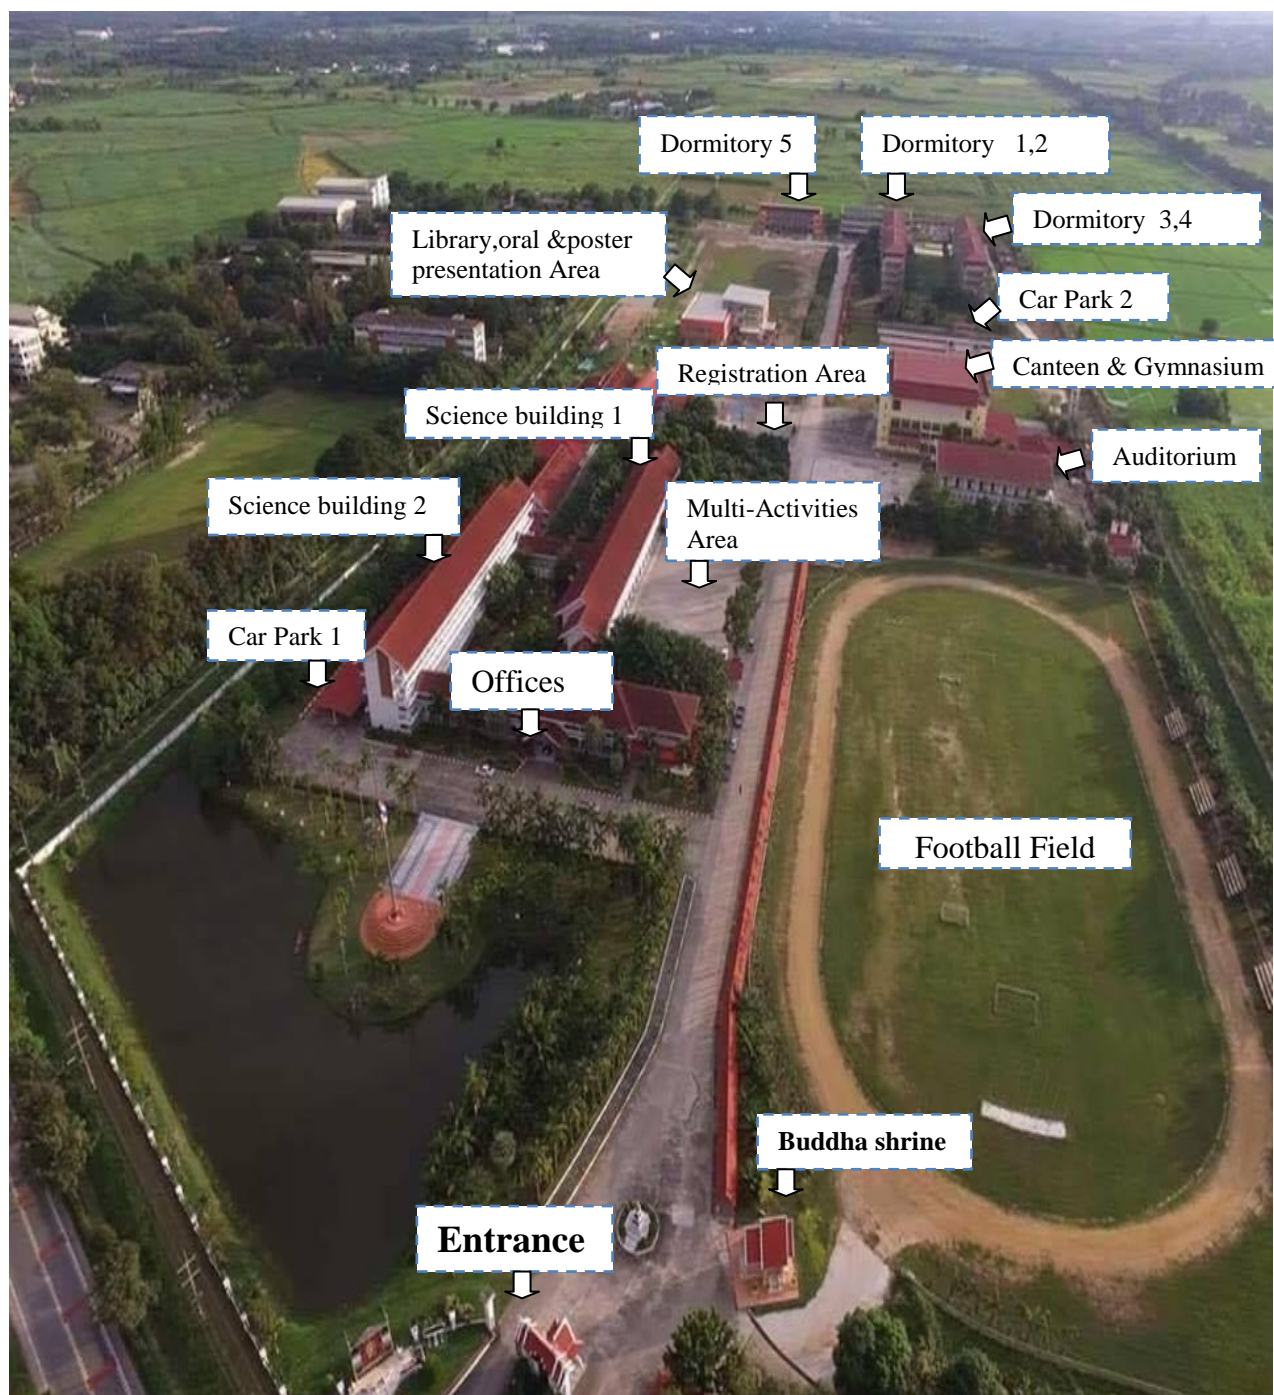 Dormitory 5
Dormitory 1,2
Dormitory 3,4
Library,oral &poster
presentation Area
Car Park 2
Registration Area
Canteen & Gymnasium
Science building 1
Auditorium
Science building 2
Multi-Activities
Area
Car Park 1
Offices
Football Field
Buddha shrine
Entrance